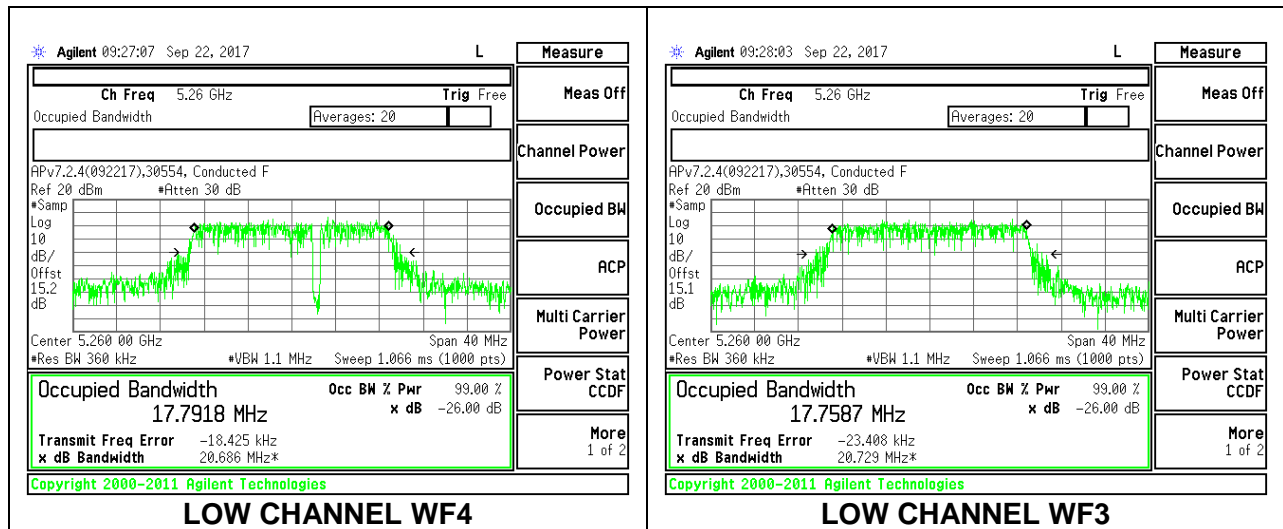 Agilent 09:27:07 Sep 22, 2017 L
Measure
Ch Freq 5.26 GHz Trig Free
Occupied Bandwidth Averages: 20
APv7.2.4(092217),30554, Conducted F
Ref 20 dBm #Atten 30 dB
#Samp
Log
10
dB/
Offst
15.2
dB
Center 5.260 00 GHz Span 40 MHz
#Res BW 360 kHz #VBW 1.1 MHz Sweep 1.066 ms (1000 pts)
Occupied Bandwidth Occ BW % Pwr 99.00 %
17.7918 MHz x dB -26.00 dB
Transmit Freq Error -18.425 kHz
x dB Bandwidth 20.686 MHz*
Copyright 2000-2011 Agilent Technologies
Meas Off
Channel Power
Occupied BW
ACP
Multi Carrier
Power
Power Stat
CCDF
More
1 of 2
LOW CHANNEL WF4
Agilent 09:28:03 Sep 22, 2017 L
Measure
Ch Freq 5.26 GHz Trig Free
Occupied Bandwidth Averages: 20
APv7.2.4(092217),30554, Conducted F
Ref 20 dBm #Atten 30 dB
#Samp
Log
10
dB/
Offst
15.1
dB
Center 5.260 00 GHz Span 40 MHz
#Res BW 360 kHz #VBW 1.1 MHz Sweep 1.066 ms (1000 pts)
Occupied Bandwidth Occ BW % Pwr 99.00 %
17.7587 MHz x dB -26.00 dB
Transmit Freq Error -23.408 kHz
x dB Bandwidth 20.729 MHz*
Copyright 2000-2011 Agilent Technologies
Meas Off
Channel Power
Occupied BW
ACP
Multi Carrier
Power
Power Stat
CCDF
More
1 of 2
LOW CHANNEL WF3